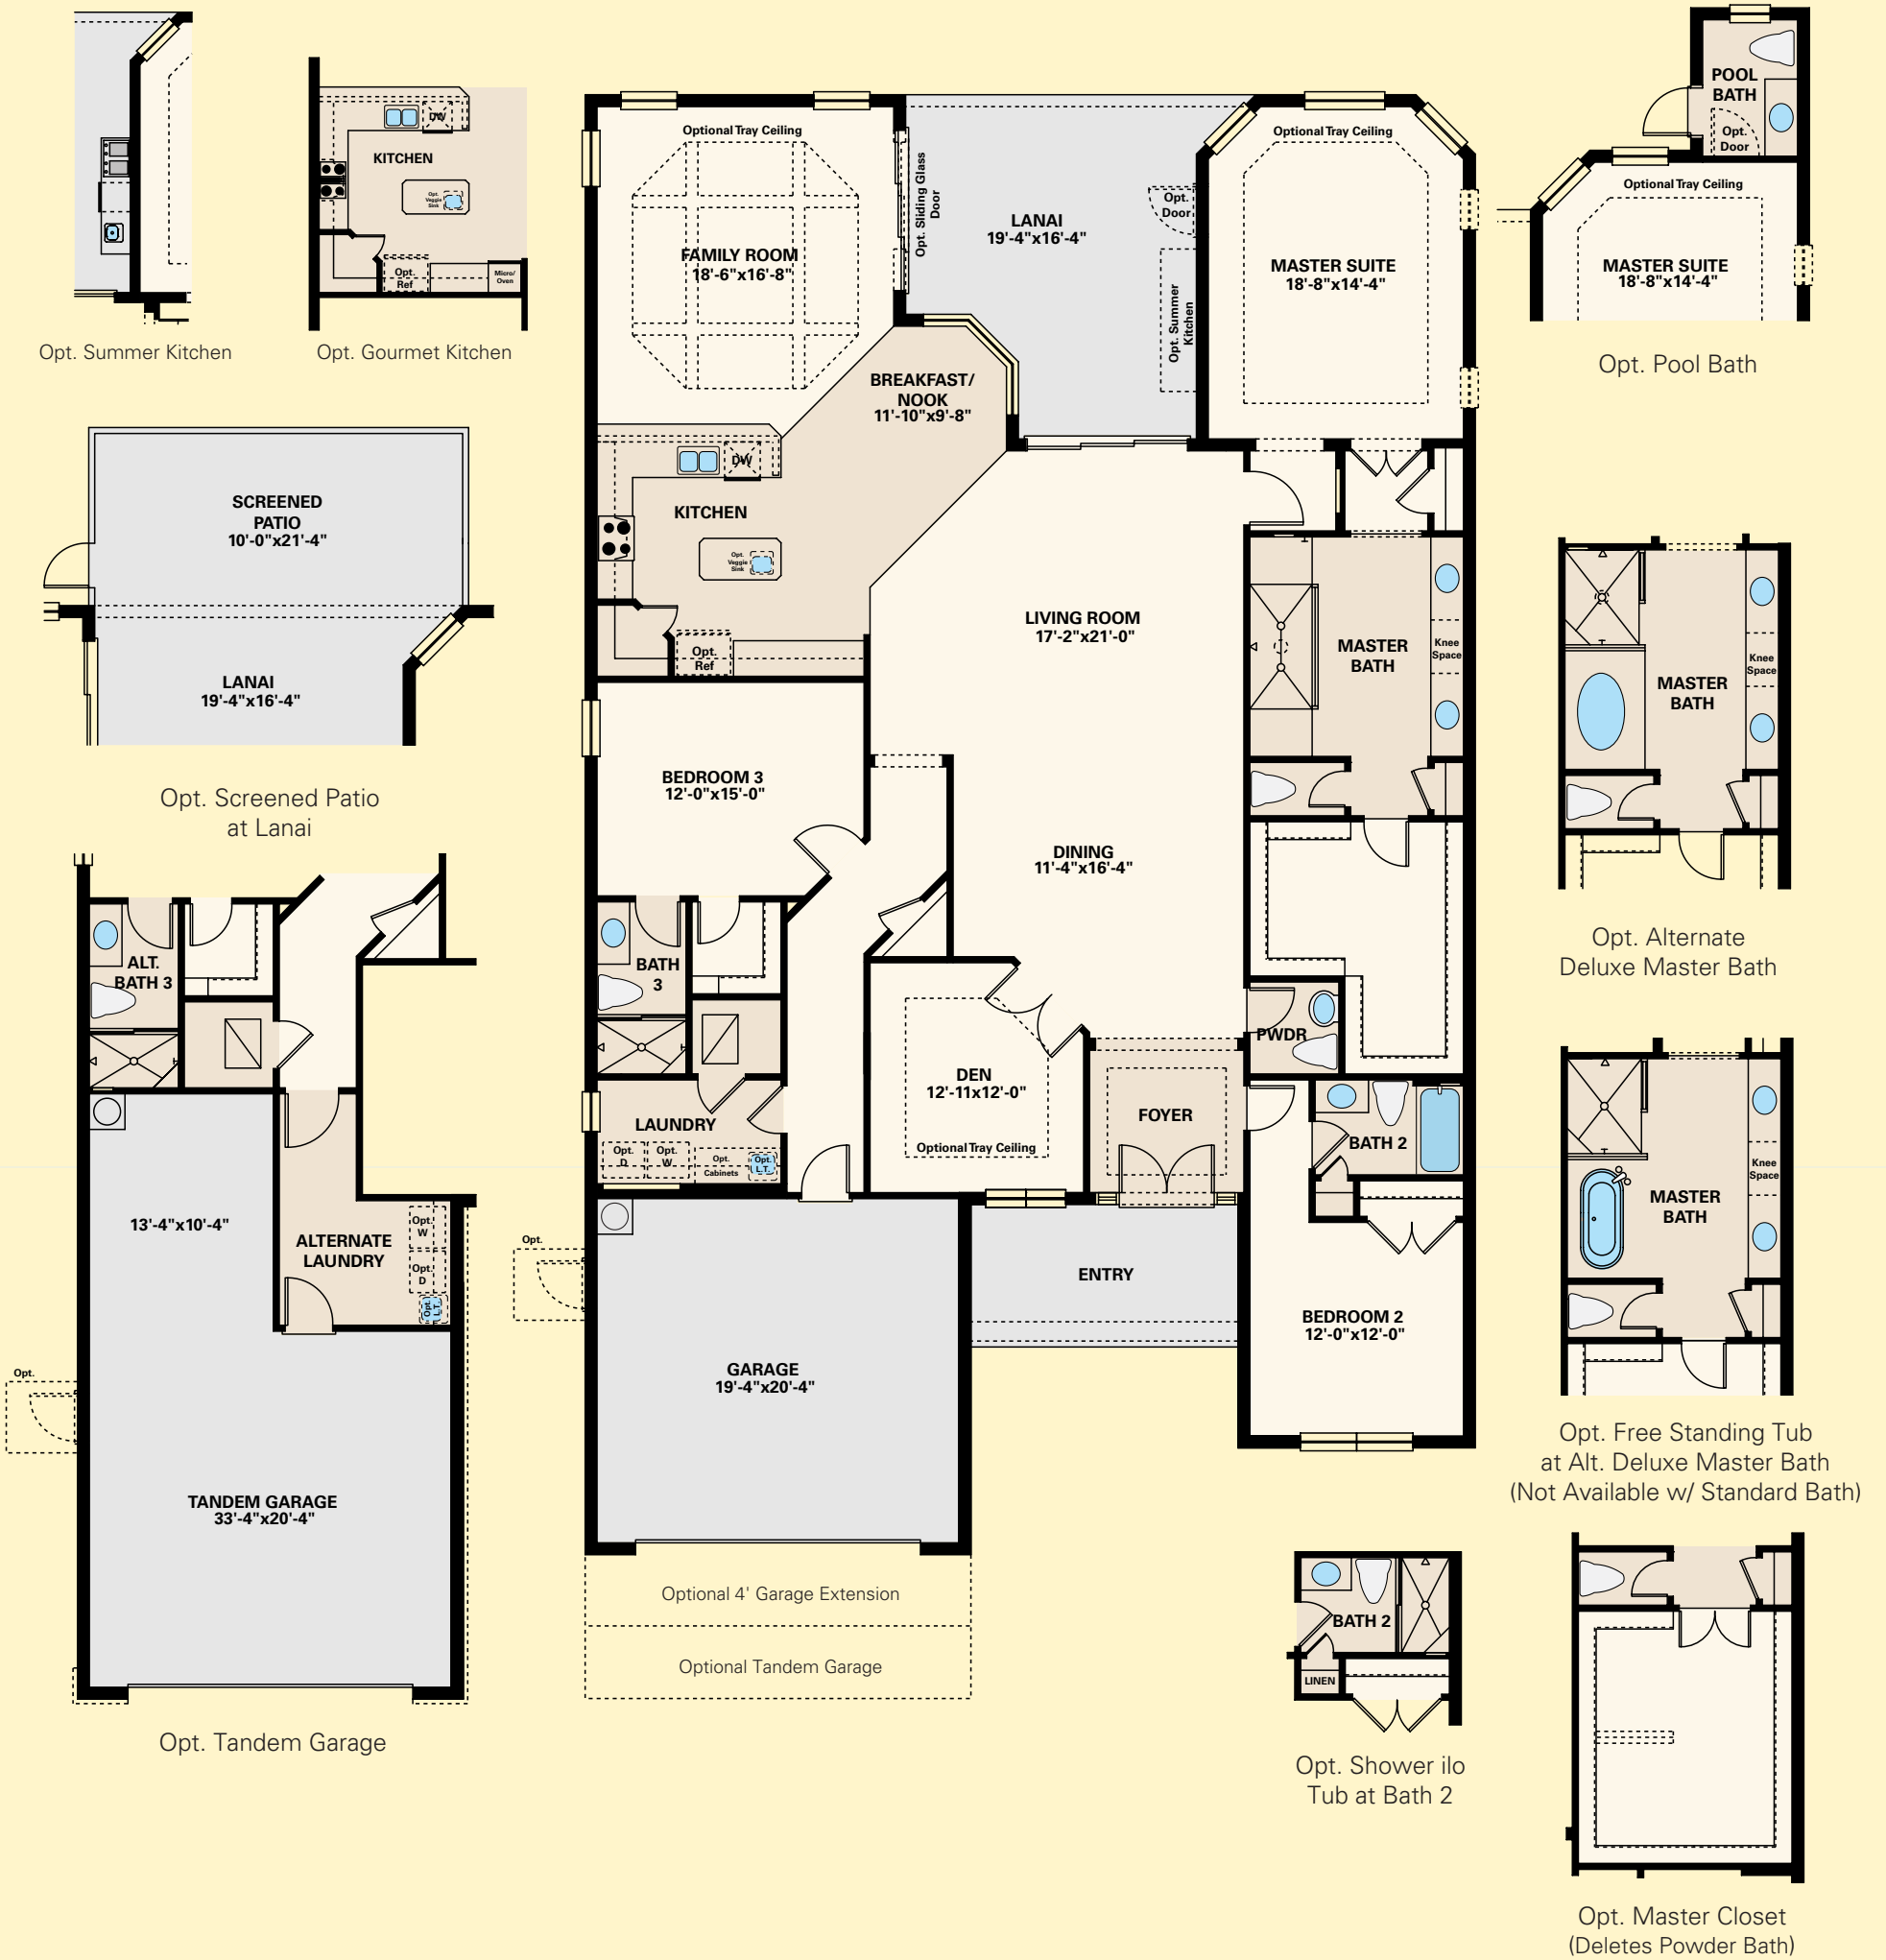 Opt. Summer Kitchen
DW
KITCHEN
Opt.
Veggie
Sink
Opt.
Ref
Micro/
Oven
Opt. Gourmet Kitchen
SCREENED
PATIO
10'-0"x21'-4"
LANAI
19'-4"x16'-4"
Opt. Screened Patio
at Lanai
ALT.
BATH 3
13'-4"x10'-4"
ALTERNATE
LAUNDRY
Opt.
W
Opt.
D
Opt.
L.T.
Opt.
TANDEM GARAGE
33'-4"x20'-4"
Opt. Tandem Garage
Optional Tray Ceiling
FAMILY ROOM
18'-6"x16'-8"
Opt. Sliding Glass
Door
LANAI
19'-4"x16'-4"
Opt.
Door
Opt. Summer
Kitchen
Optional Tray Ceiling
MASTER SUITE
18'-8"x14'-4"
BREAKFAST/
NOOK
11'-10"x9'-8"
DW
KITCHEN
Opt.
Veggie
Sink
Opt.
Ref
LIVING ROOM
17'-2"x21'-0"
MASTER
BATH
Knee
Space
BEDROOM 3
12'-0"x15'-0"
DINING
11'-4"x16'-4"
BATH
3
PWDR
DEN
12'-11x12'-0"
Optional Tray Ceiling
FOYER
LAUNDRY
Opt.
D
Opt.
W
Opt.
Cabinets
Opt.
L.T.
BATH 2
Opt.
ENTRY
BEDROOM 2
12'-0"x12'-0"
GARAGE
19'-4"x20'-4"
Optional 4' Garage Extension
Optional Tandem Garage
BATH 2
LINEN
Opt. Shower ilo
Tub at Bath 2
POOL
BATH
Opt.
Door
Optional Tray Ceiling
MASTER SUITE
18'-8"x14'-4"
Opt. Pool Bath
Knee
Space
MASTER
BATH
Opt. Alternate
Deluxe Master Bath
Knee
Space
MASTER
BATH
Opt. Free Standing Tub
at Alt. Deluxe Master Bath
(Not Available w/ Standard Bath)
Opt. Master Closet
(Deletes Powder Bath)